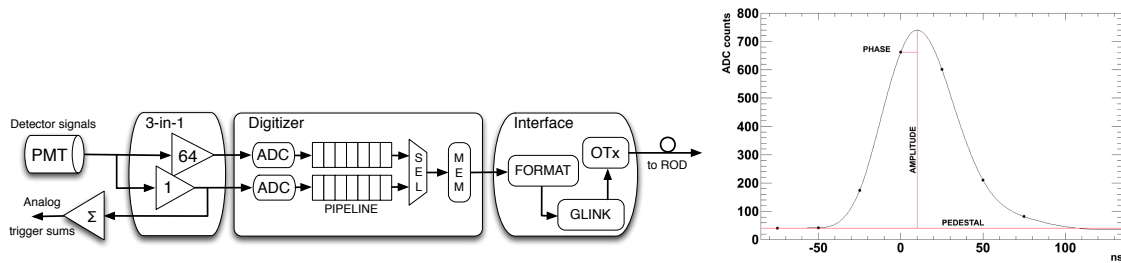 3-in-1
Digitizer
Interface
Detector signals
PMT
64
1
ADC
ADC
PIPELINE
SEL
MEM
FORMAT
GLINK
OTx
to ROD
Analog
trigger sums
Σ
ADC counts
800
700
600
500
400
300
200
100
0
PHASE
AMPLITUDE
PEDESTAL
-50
0
50
100
ns